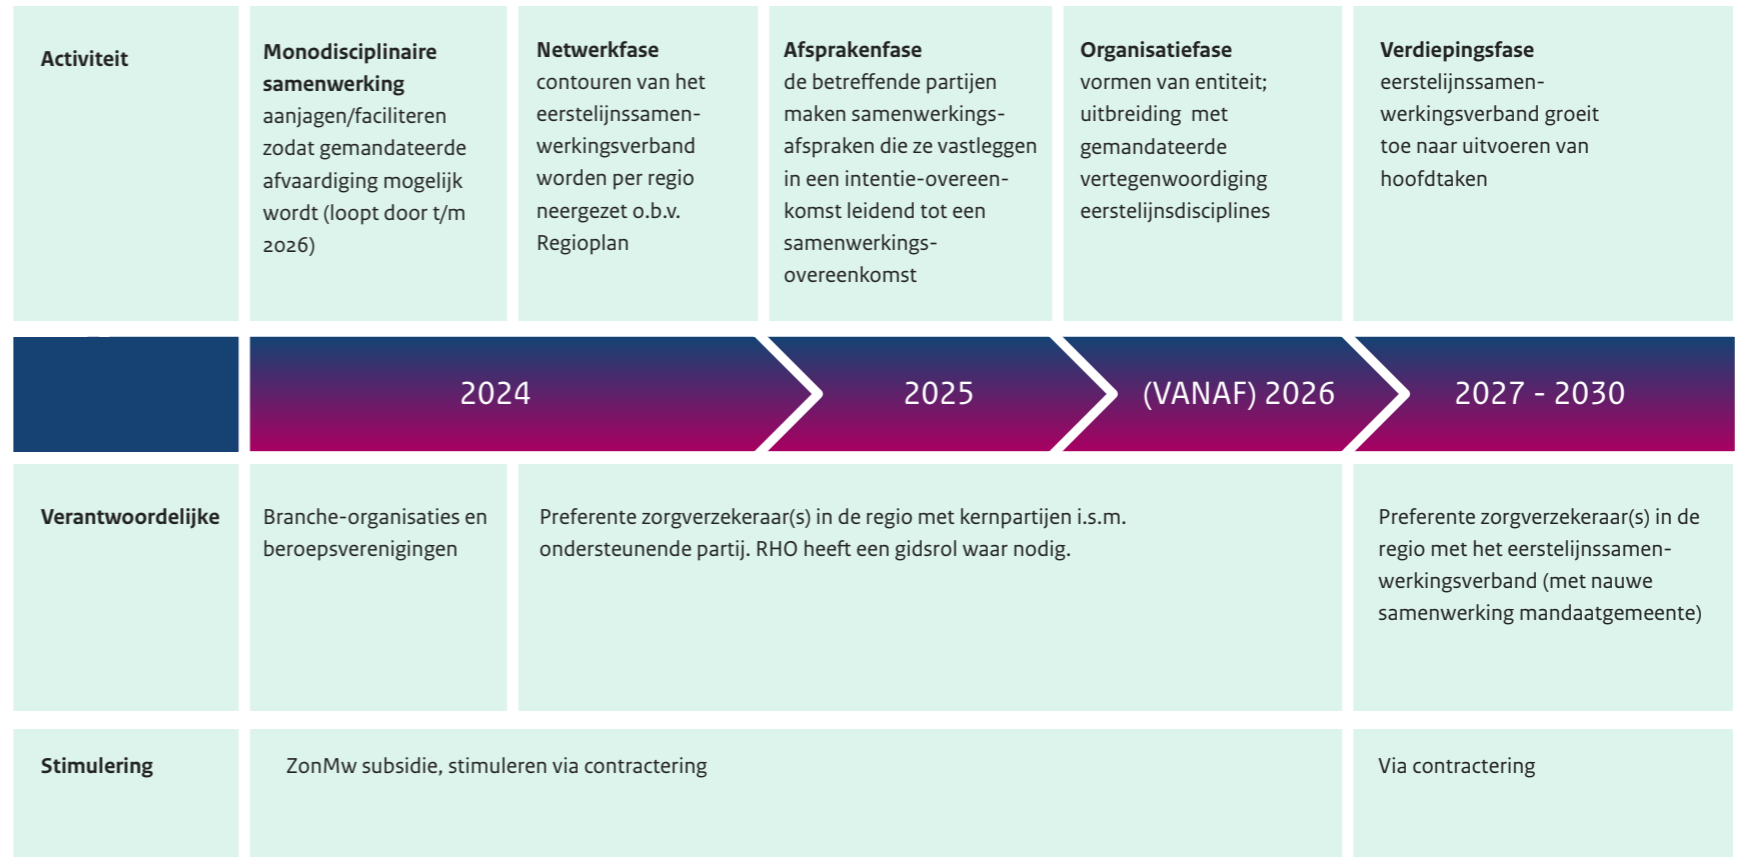 Activiteit
Monodisciplinaire
samenwerking
aanjagen/faciliteren
zodat gemandateerde
afvaardiging mogelijk
wordt (loopt door t/m
2026)
Netwerkfase
contouren van het
eerstelijnssamen-
werkingsverband
worden per regio
neergezet o.b.v.
Regioplan
Afsprakenfase
de betreffende partijen
maken samenwerkings-
afspraken die ze vastleggen
in een intentie-overeen-
komst leidend tot een
samenwerkings-
overeenkomst
Organisatiefase
vormen van entiteit;
uitbreiding met
gemandateerde
vertegenwoordiging
eerstelijnsdisciplines
Verdiepingsfase
eerstelijnssamen-
werkingsverband groeit
toe naar uitvoeren van
hoofdtaken
2024
2025
(VANAF) 2026
2027 - 2030
Verantwoordelijke
Branche-organisaties en
beroepsverenigingen
Preferente zorgverzekeraar(s) in de regio met kernpartijen i.s.m.
ondersteunende partij. RHO heeft een gidsrol waar nodig.
Preferente zorgverzekeraar(s) in de
regio met het eerstelijnssamen-
werkingsverband (met nauwe
samenwerking mandaatgemeente)
Stimulering
ZonMw subsidie, stimuleren via contractering
Via contractering